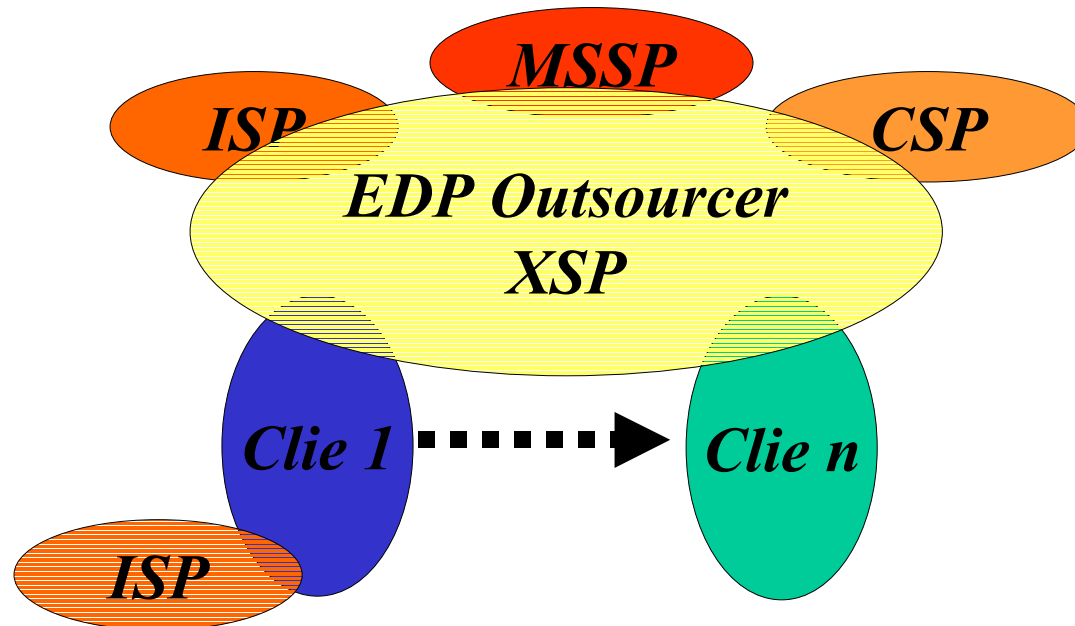 MSSP
ISP
CSP
EDP Outsourcer
XSP
Clie 1
Clie n
ISP